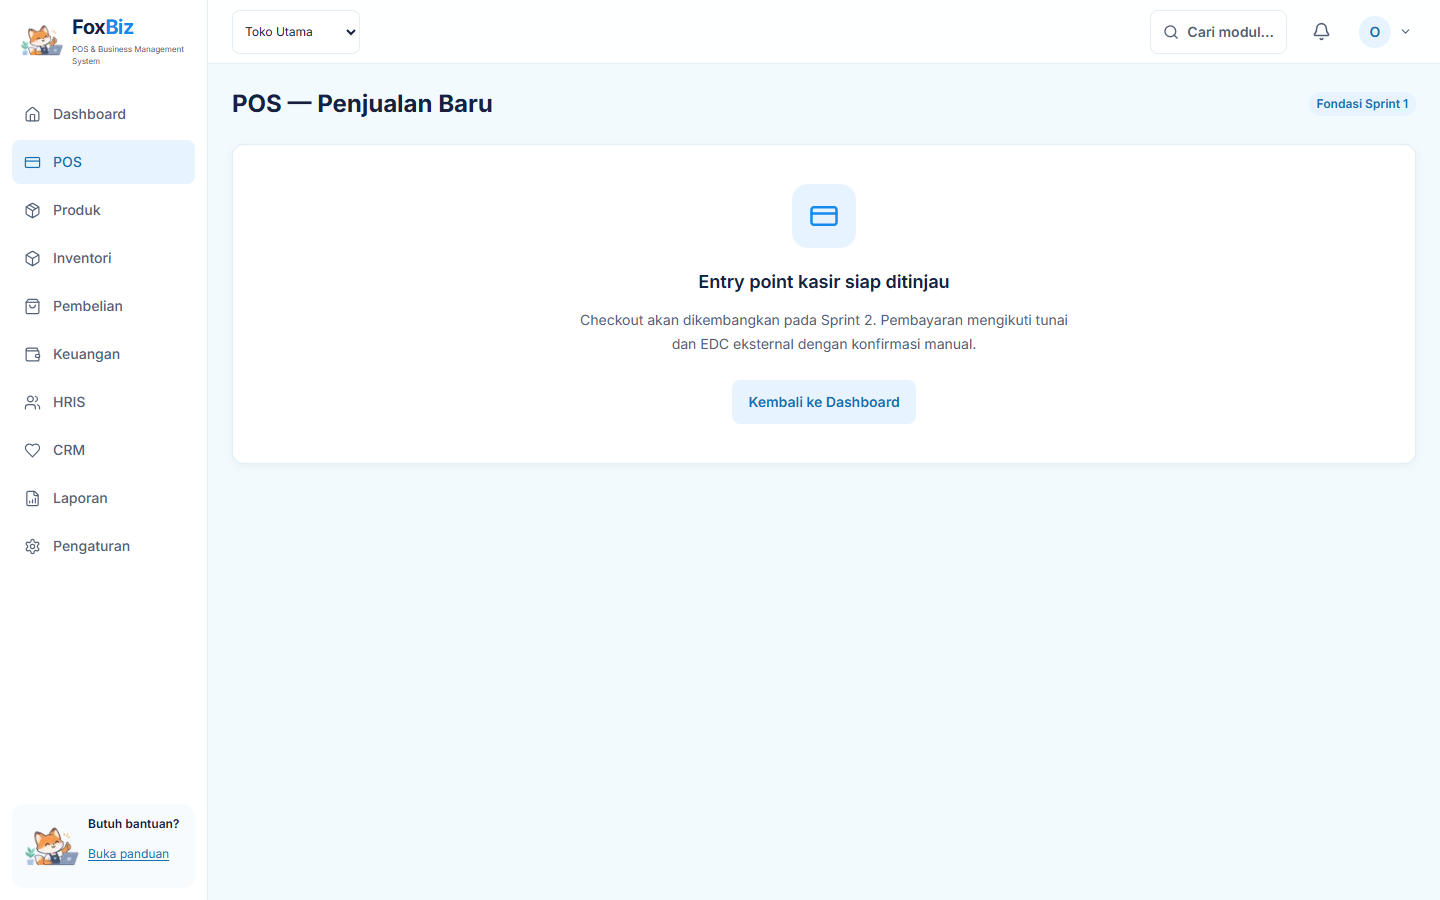 FoxBiz
POS & Business Management
System
Toko Utama
Cari modul...
O
Dashboard
POS
Produk
Inventori
Pembelian
Keuangan
HRIS
CRM
Laporan
Pengaturan
Butuh bantuan?
Buka panduan
POS — Penjualan Baru
Fondasi Sprint 1
Entry point kasir siap ditinjau
Checkout akan dikembangkan pada Sprint 2. Pembayaran mengikuti tunai
dan EDC eksternal dengan konfirmasi manual.
Kembali ke Dashboard